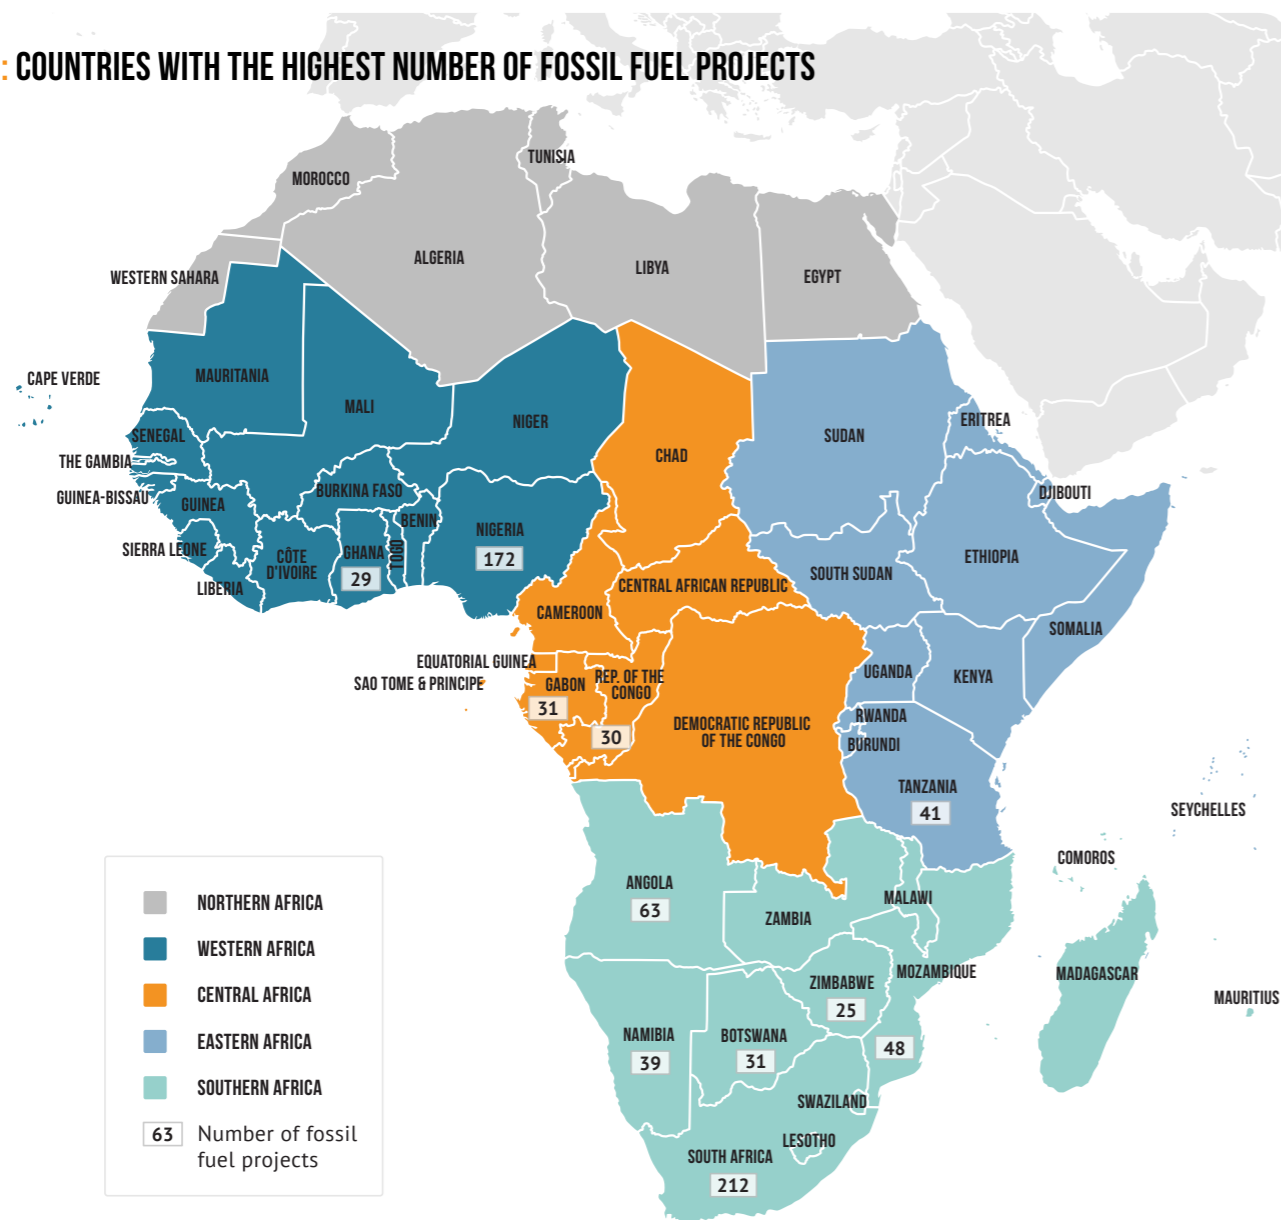 : COUNTRIES WITH THE HIGHEST NUMBER OF FOSSIL FUEL PROJECTS
TUNISIA
MOROCCO
ALGERIA
LIBYA
EGYPT
WESTERN SAHARA
CAPE VERDE
MAURITANIA
MALI
NIGER
CHAD
SUDAN
ERITREA
SENEGAL
THE GAMBIA
GUINEA-BISSAU
GUINEA
BURKINA FASO
BENIN
NIGERIA
172
DJIBOUTI
SIERRA LEONE
CÔTE
D'IVOIRE
GHANA
29
TOGO
LIBERIA
ETHIOPIA
SOUTH SUDAN
CENTRAL AFRICAN REPUBLIC
CAMEROON
SOMALIA
EQUATORIAL GUINEA
SAO TOME & PRINCIPE
GABON
31
REP. OF THE
CONGO
30
UGANDA
KENYA
DEMOCRATIC REPUBLIC
OF THE CONGO
RWANDA
BURUNDI
TANZANIA
41
SEYCHELLES
COMOROS
ANGOLA
63
ZAMBIA
MALAWI
MOZAMBIQUE
48
MADAGASCAR
MAURITIUS
ZIMBABWE
25
NAMIBIA
39
BOTSWANA
31
SWAZILAND
LESOTHO
SOUTH AFRICA
212
NORTHERN AFRICA
WESTERN AFRICA
CENTRAL AFRICA
EASTERN AFRICA
SOUTHERN AFRICA
63 Number of fossil
fuel projects